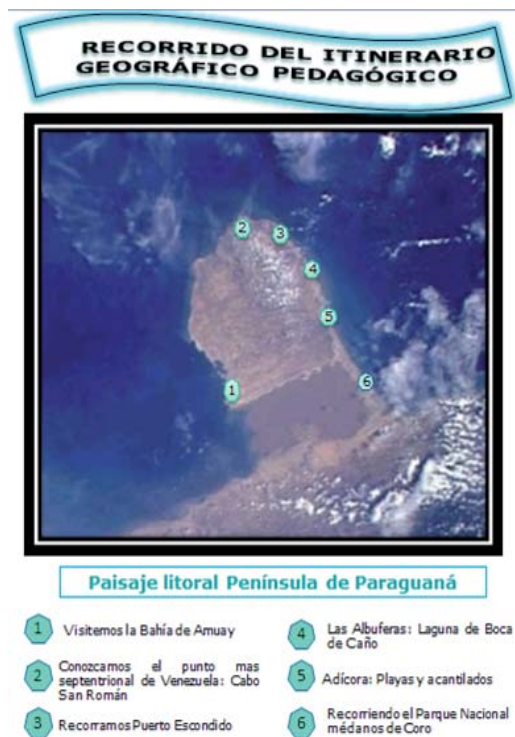 RECORRIDO DEL ITINERARIO
GEOGRÁFICO PEDAGÓGICO
2
3
4
5
1
6
Paisaje litoral Península de Paraguaná
1 Visitemos la Bahía de Amuay
2 Conozcamos el punto mas
septentrional de Venezuela: Cabo
San Román
3 Recorramos Puerto Escondido
4 Las Albuferas: Laguna de Boca
de Caño
5 Adícora: Playas y acantilados
6 Recorriendo el Parque Nacional
médanos de Coro